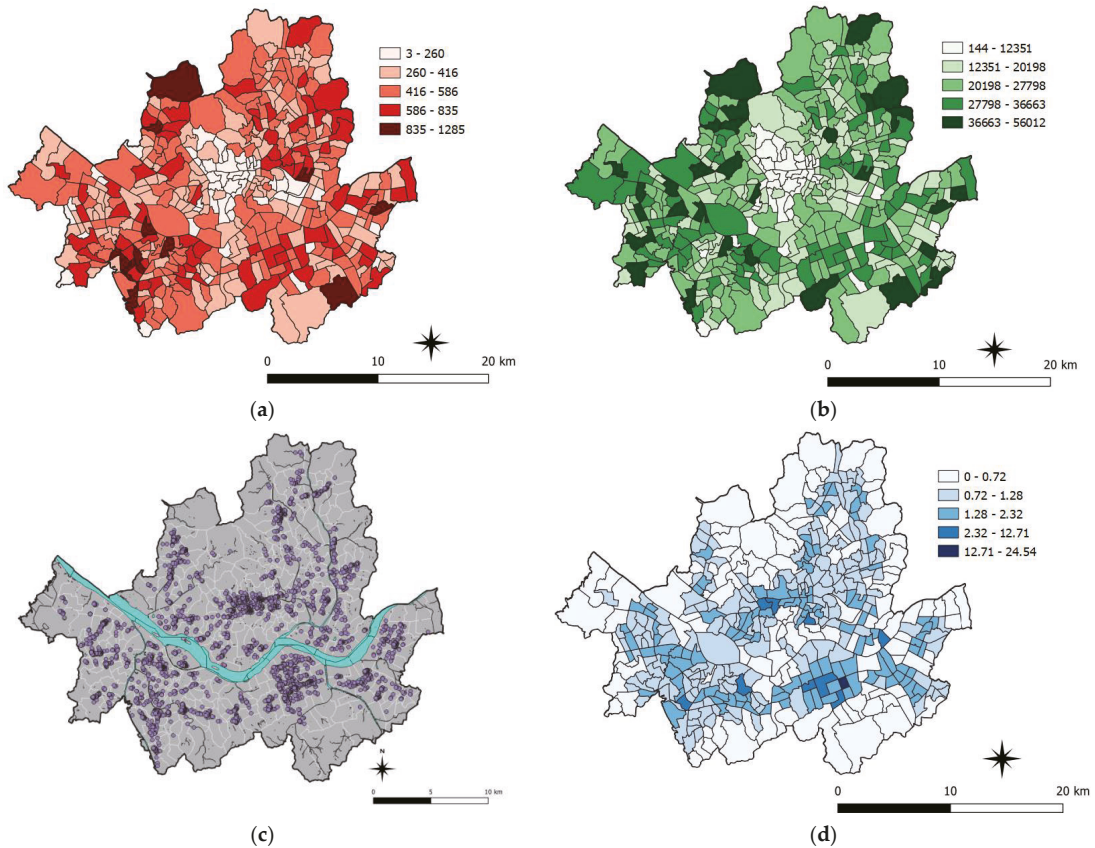 3 - 260
260 - 416
416 - 586
586 - 835
835 - 1285
0 10 20 km
(a)
144 - 12351
12351 - 20198
20198 - 27798
27798 - 36663
36663 - 56012
0 10 20 km
(b)
N
0 5 10 km
(c)
0 - 0.72
0.72 - 1.28
1.28 - 2.32
2.32 - 12.71
12.71 - 24.54
0 10 20 km
(d)